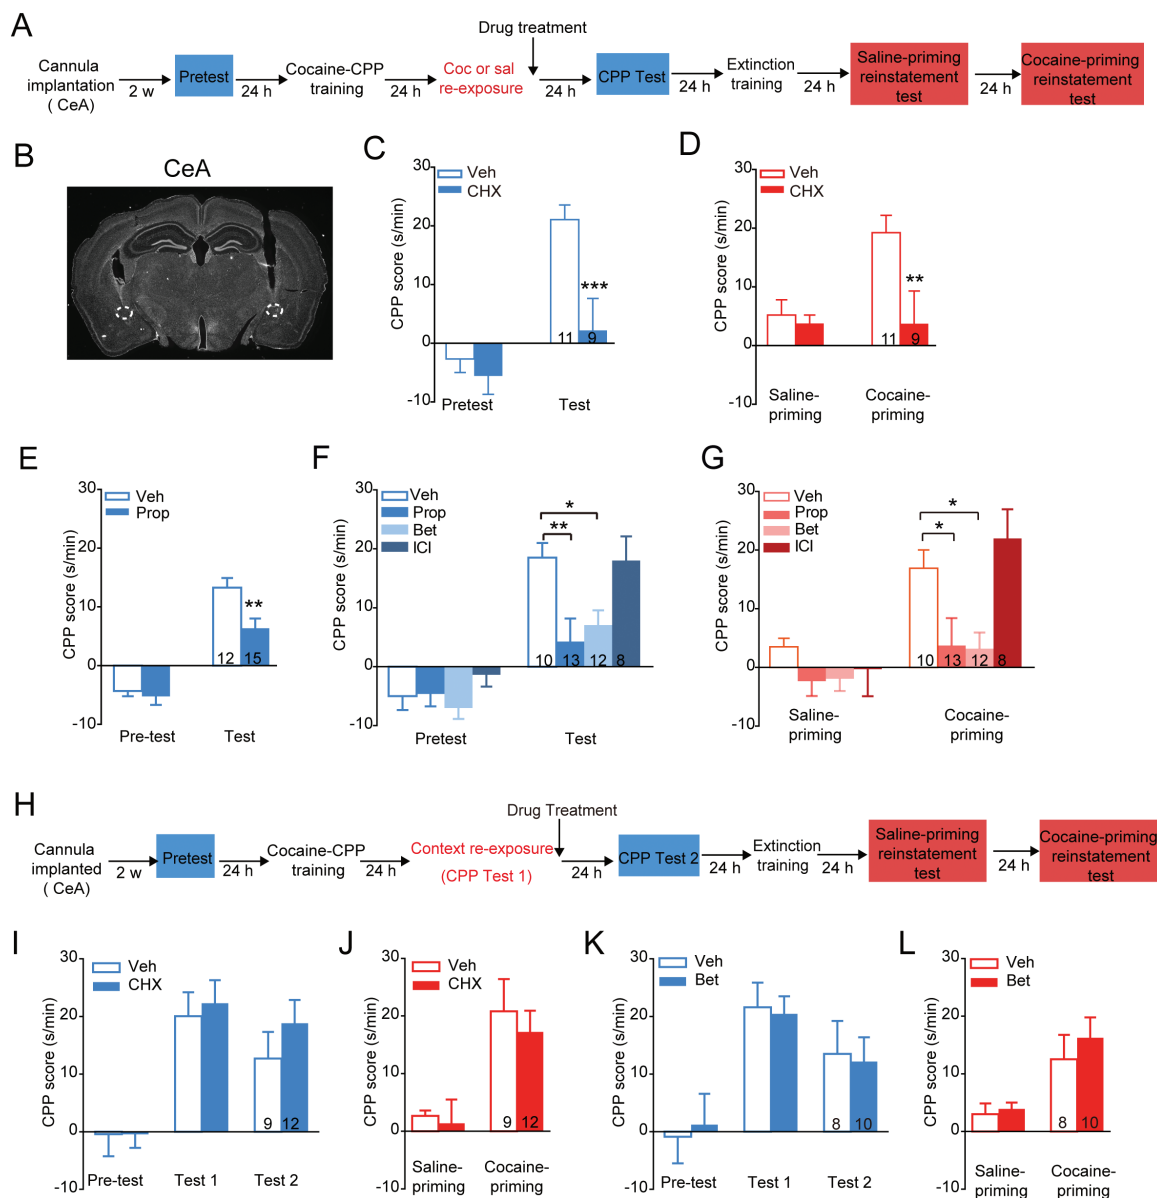 A
Cannula
implantation
( CeA)
2 w
Pretest
24 h
Cocaine-CPP
training
24 h
Coc or sal
re-exposure
Drug treatment
24 h
CPP Test
24 h
Extinction
training
24 h
Saline-priming
reinstatement
test
24 h
Cocaine-priming
reinstatement
test
B
CeA
C
CPP score (s/min)
30
20
10
0
-10
Veh
CHX
***
11
9
Pretest
Test
D
CPP score (s/min)
30
20
10
0
-10
Veh
CHX
**
11
9
Saline-
priming
Cocaine-
priming
E
CPP score (s/min)
30
20
10
0
-10
Veh
Prop
**
12
15
Pre-test
Test
F
CPP score (s/min)
30
20
10
0
-10
Veh
Prop
Bet
ICI
*
**
10
13
12
8
Pretest
Test
G
CPP score (s/min)
30
20
10
0
-10
Veh
Prop
Bet
ICI
*
*
10
13
12
8
Saline-
priming
Cocaine-
priming
H
Cannula
implanted
( CeA)
2 w
Pretest
24 h
Cocaine-CPP
training
24 h
Context re-exposure
(CPP Test 1)
Drug Treatment
24 h
CPP Test 2
24 h
Extinction
training
24 h
Saline-priming
reinstatement
test
24 h
Cocaine-priming
reinstatement
test
I
CPP score (s/min)
30
20
10
0
-10
Veh
CHX
9
12
Pre-test
Test 1
Test 2
J
CPP score (s/min)
30
20
10
0
-10
Veh
CHX
9
12
Saline-
priming
Cocaine-
priming
K
CPP score (s/min)
30
20
10
0
-10
Veh
Bet
8
10
Pre-test
Test 1
Test 2
L
CPP score (s/min)
30
20
10
0
-10
Veh
Bet
8
10
Saline-
priming
Cocaine-
priming